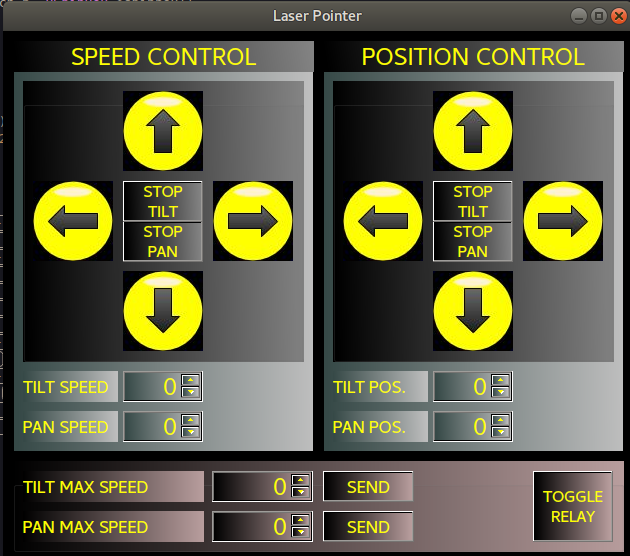 Laser Pointer
SPEED CONTROL
STOP
TILT
STOP
PAN
TILT SPEED 0
PAN SPEED 0
POSITION CONTROL
STOP
TILT
STOP
PAN
TILT POS. 0
PAN POS. 0
TILT MAX SPEED 0 SEND
PAN MAX SPEED 0 SEND
TOGGLE
RELAY